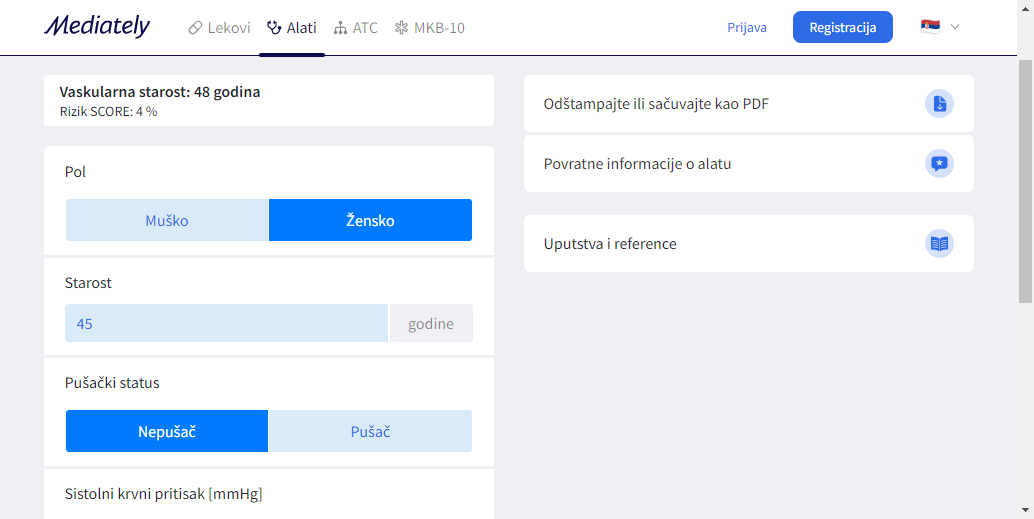 Mediately
Lekovi
Alati
ATC
MKB-10
Prijava
Registracija
Vaskularna starost: 48 godina
Rizik SCORE: 4 %
Pol
Muško
Žensko
Starost
45
godine
Pušački status
Nepušač
Pušač
Sistolni krvni pritisak [mmHg]
Odštampajte ili sačuvajte kao PDF
Povratne informacije o alatu
Uputstva i reference